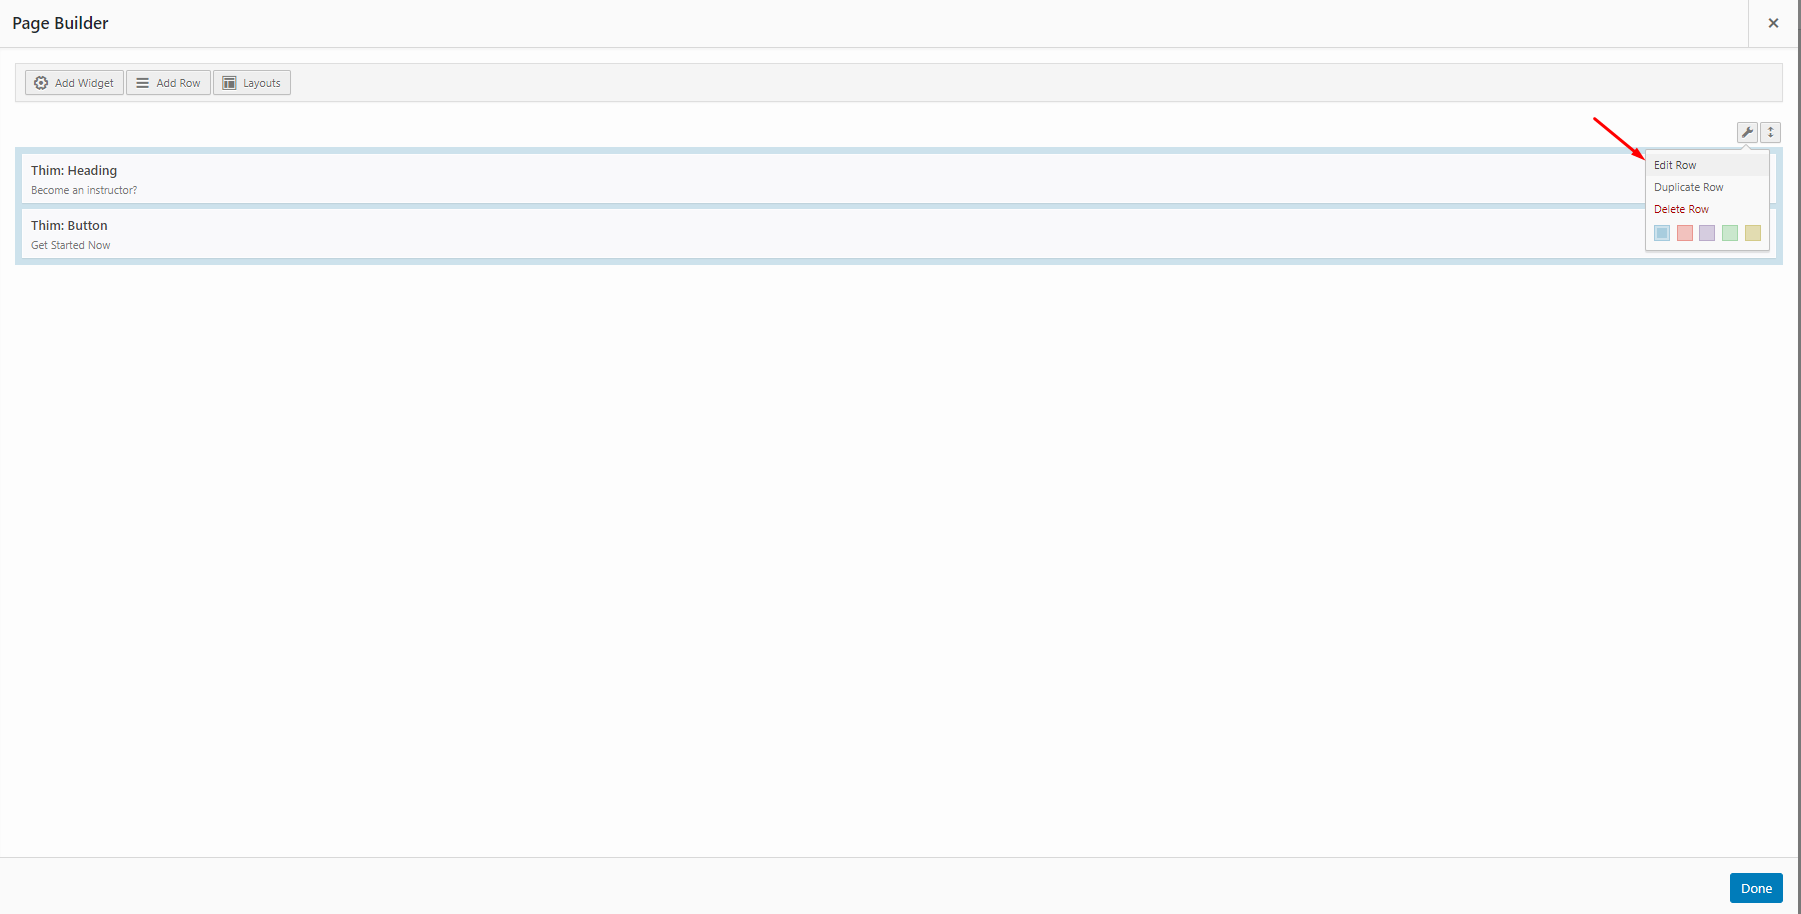 Page Builder
Add Widget
Add Row
Layouts
Thim: Heading
Become an instructor?
Edit Row
Duplicate Row
Delete Row
Thim: Button
Get Started Now
Done